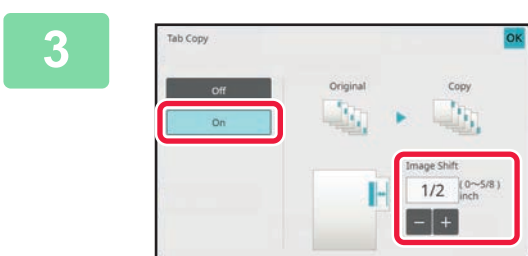 3
Tab Copy
OK
Off
On
Original
Copy
Image Shift
1/2
(0～5/8)
inch
－
＋